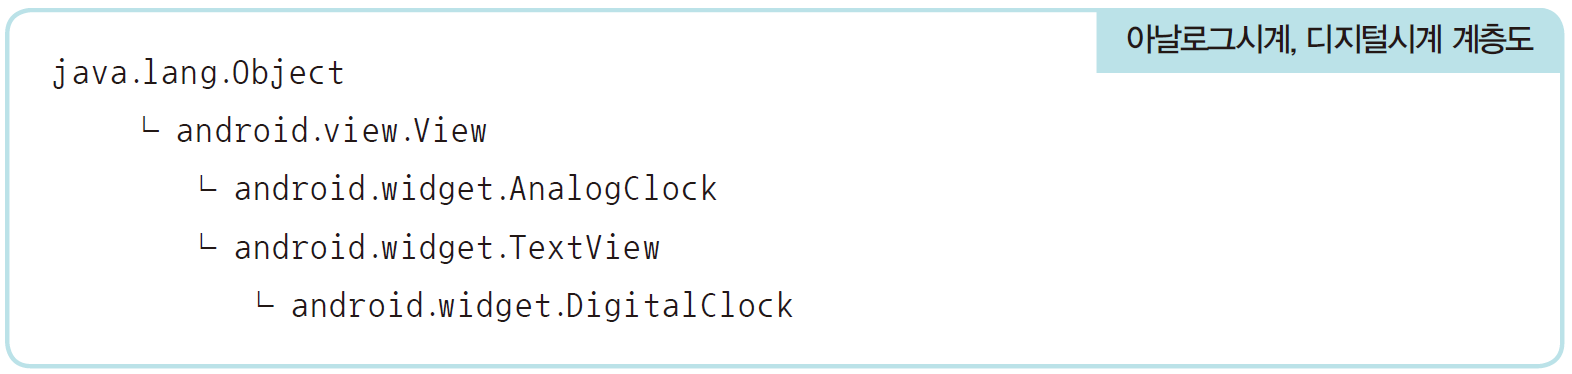 아날로그시계, 디지털시계 계층도
java.lang.Object
└ android.view.View
└ android.widget.AnalogClock
└ android.widget.TextView
└ android.widget.DigitalClock